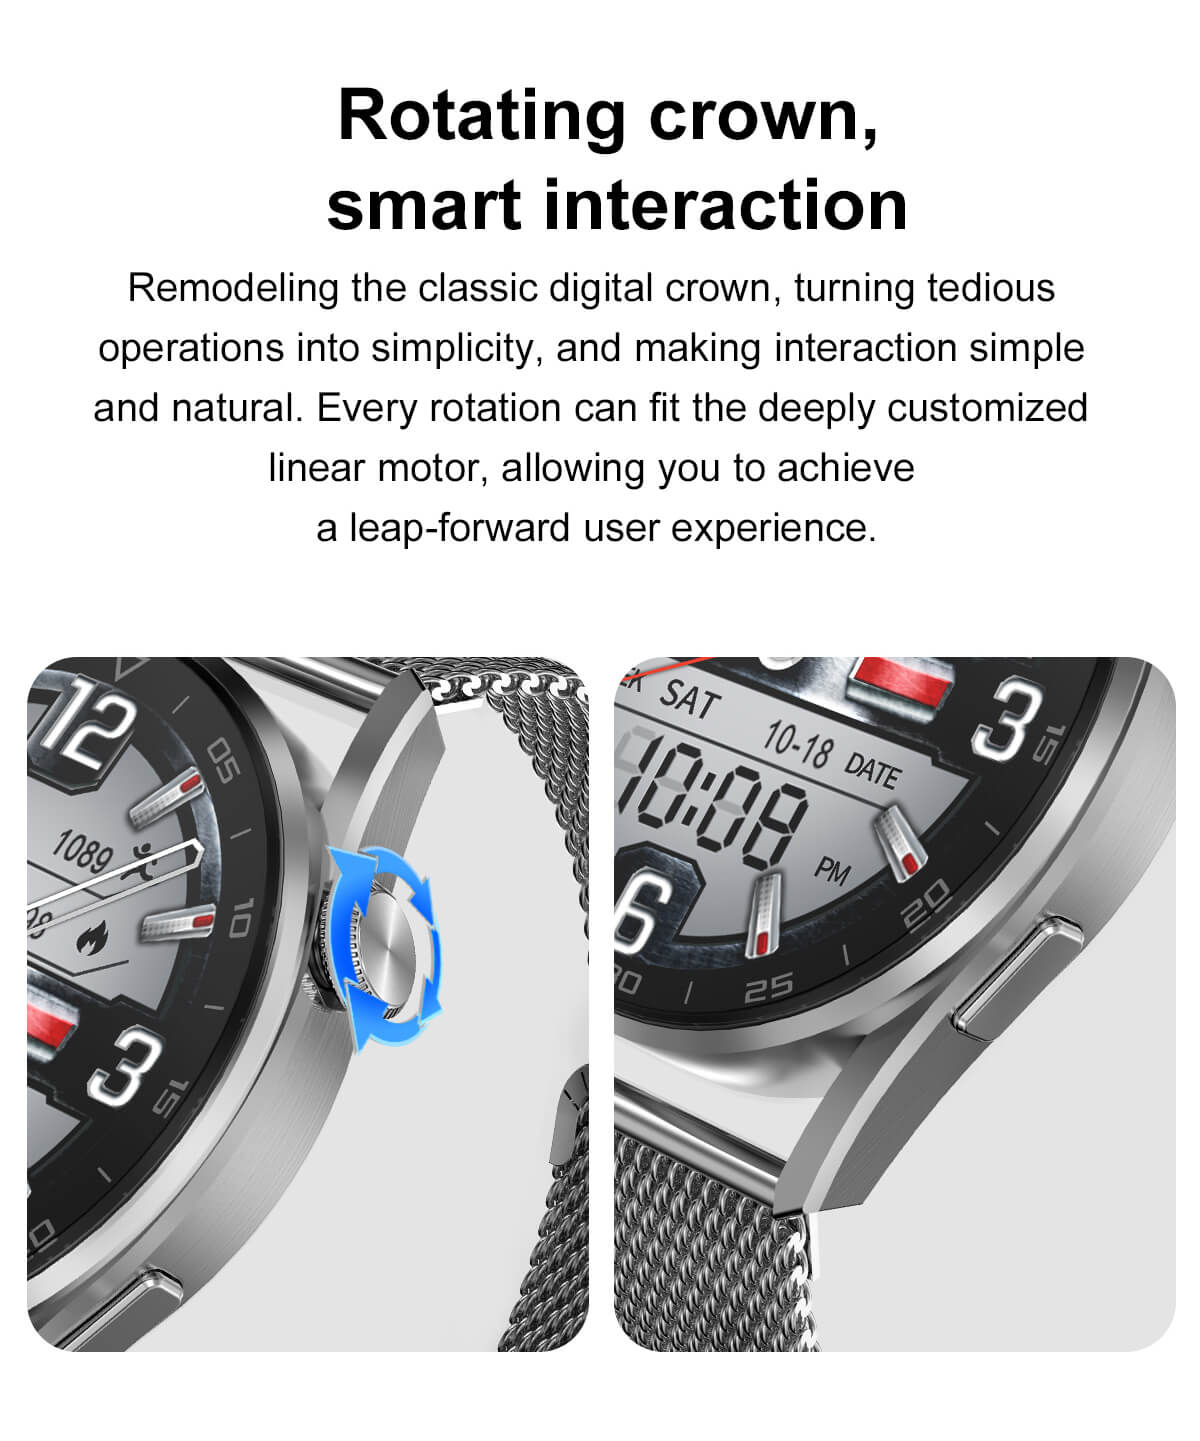 Rotating crown,
smart interaction
Remodeling the classic digital crown, turning tedious
operations into simplicity, and making interaction simple
and natural. Every rotation can fit the deeply customized
linear motor, allowing you to achieve
a leap-forward user experience.
12
05
1089
10
3
15
SAT
10-18 DATE
10:08
PM
3
15
6
20
25